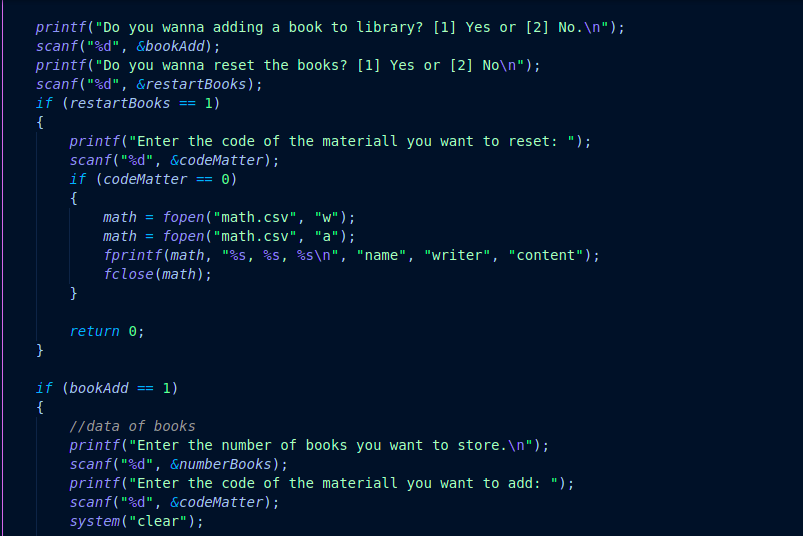 printf("Do you wanna adding a book to library? [1] Yes or [2] No.\n");
scanf("%d", &bookAdd);
printf("Do you wanna reset the books? [1] Yes or [2] No\n");
scanf("%d", &restartBooks);
if (restartBooks == 1)
{
printf("Enter the code of the materiall you want to reset: ");
scanf("%d", &codeMatter);
if (codeMatter == 0)
{
math = fopen("math.csv", "w");
math = fopen("math.csv", "a");
fprintf(math, "%s, %s, %s\n", "name", "writer", "content");
fclose(math);
}
return 0;
}
if (bookAdd == 1)
{
//data of books
printf("Enter the number of books you want to store.\n");
scanf("%d", &numberBooks);
printf("Enter the code of the materiall you want to add: ");
scanf("%d", &codeMatter);
system("clear");